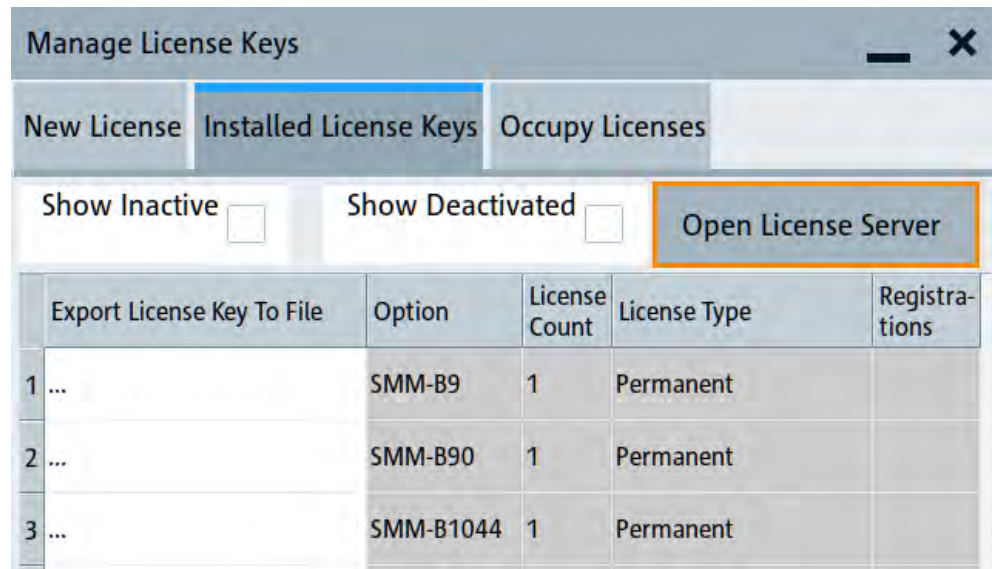 Manage License Keys
New License Installed License Keys Occupy Licenses
Show Inactive Show Deactivated Open License Server
Export License Key To File Option License Count License Type Registra-tions
1 ... SMM-B9 1 Permanent
2 ... SMM-B90 1 Permanent
3 ... SMM-B1044 1 Permanent